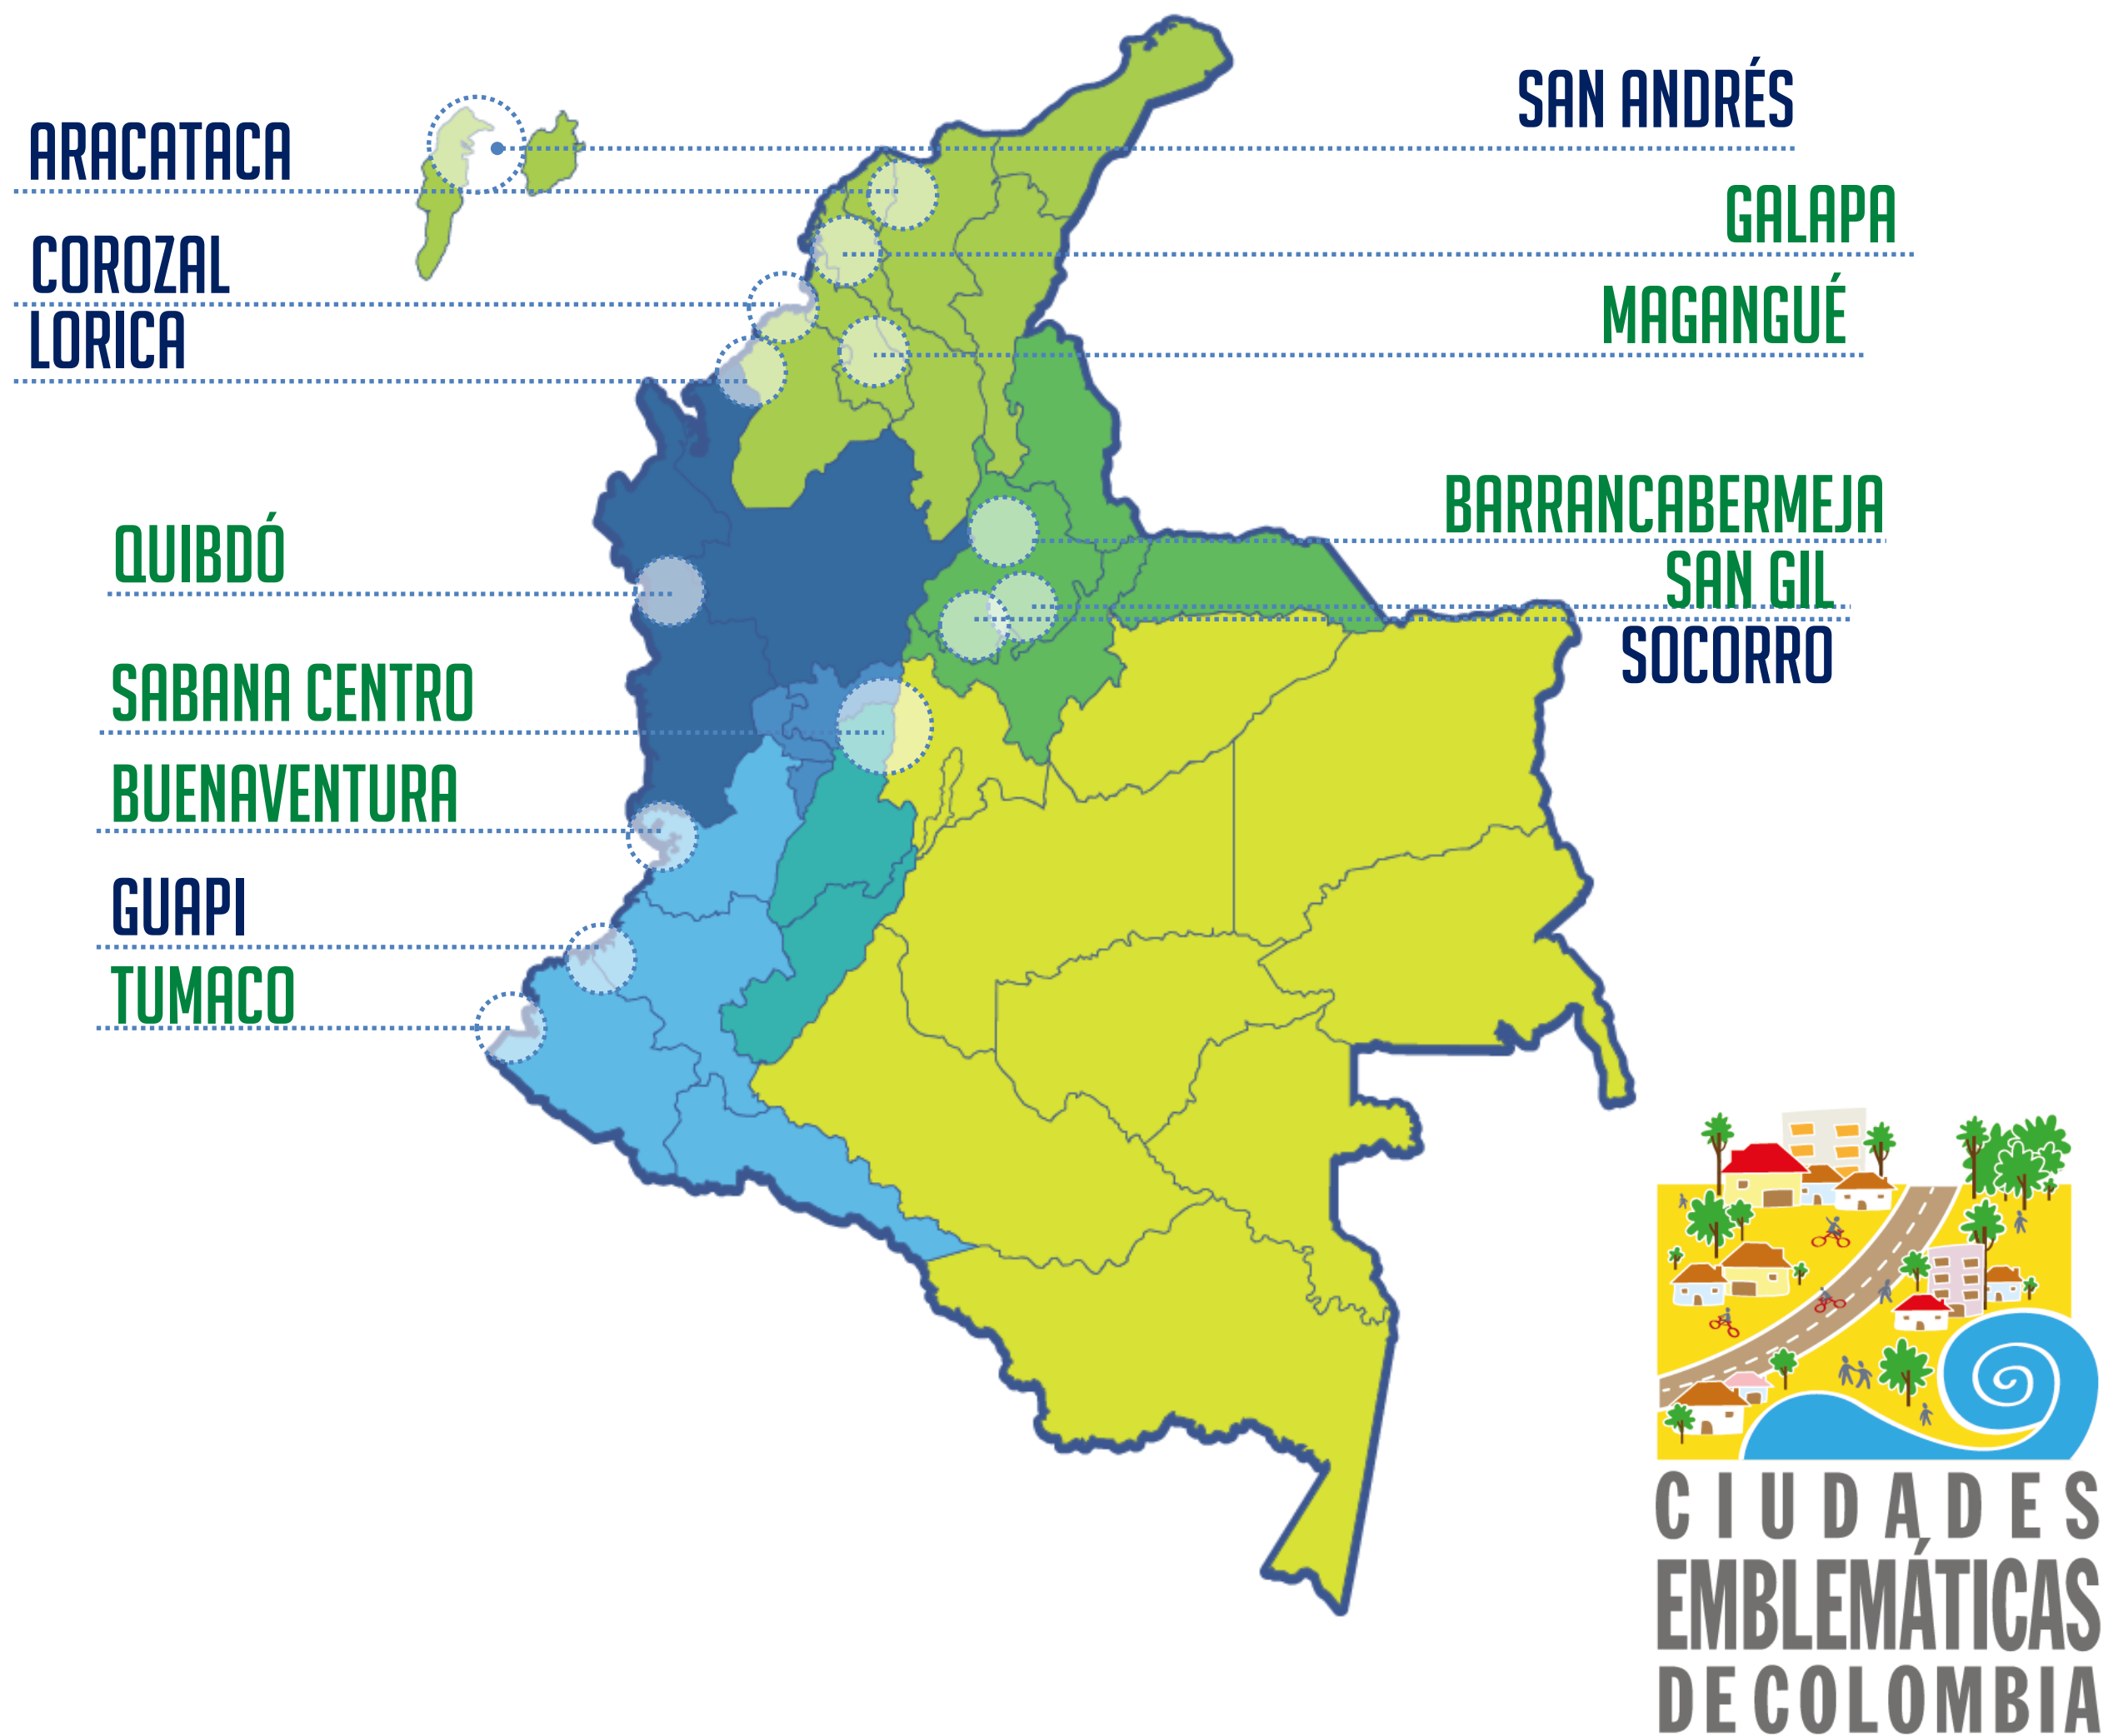 ARACATACA
COROZAL
LORICA
QUIBDÓ
SABANA CENTRO
BUENAVENTURA
GUAPI
TUMACO
SAN ANDRÉS
GALAPA
MAGANGUÉ
BARRANCABERMEJA
SAN GIL
SOCORRO
CIUDADES
EMBLEMÁTICAS
DE COLOMBIA